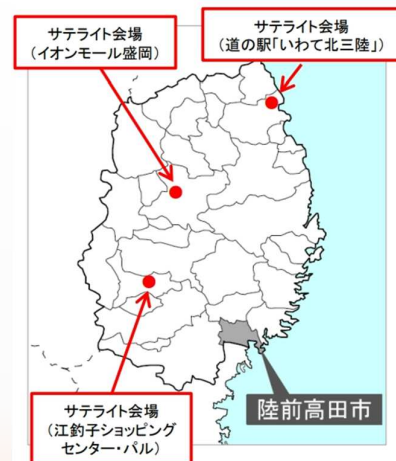 サテライト会場
（イオンモール盛岡）
サテライト会場
（道の駅「いわて北三陸」）
サテライト会場
（江釣子ショッピング
センター・パル）
陸前高田市